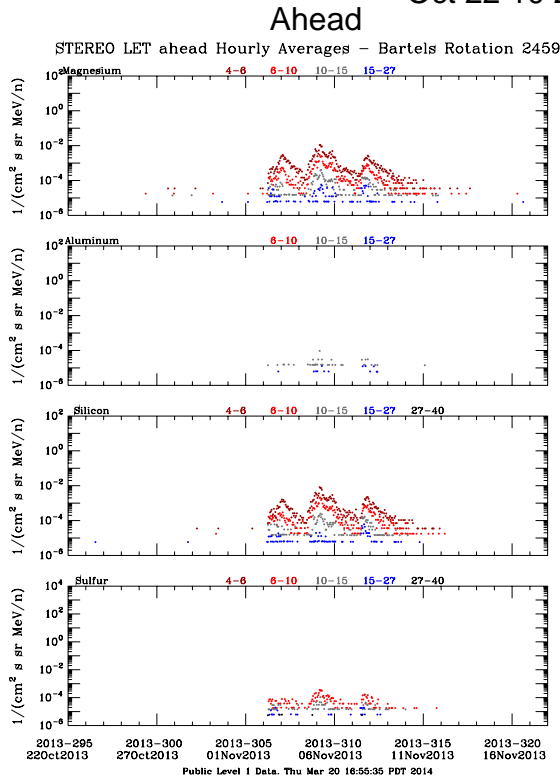 Oct 22 10 2
Ahead
STEREO LET ahead Hourly Averages - Bartels Rotation 2459
Magnesium 4-6 6-10 10-15 15-27
10^2
10^0
10^-2
10^-4
10^-6
1/(cm^2 s sr MeV/n)
Aluminum 6-10 10-15 15-27
10^2
10^0
10^-2
10^-4
10^-6
1/(cm^2 s sr MeV/n)
Silicon 4-6 6-10 10-15 15-27 27-40
10^2
10^0
10^-2
10^-4
10^-6
1/(cm^2 s sr MeV/n)
Sulfur 4-6 6-10 10-15 15-27 27-40
10^4
10^2
10^0
10^-2
10^-4
10^-6
1/(cm^2 s sr MeV/n)
2013-295 2013-300 2013-305 2013-310 2013-315 2013-320
22Oct2013 27Oct2013 01Nov2013 06Nov2013 11Nov2013 16Nov2013
Public Level 1 Data. Thu Mar 20 16:55:35 PDT 2014